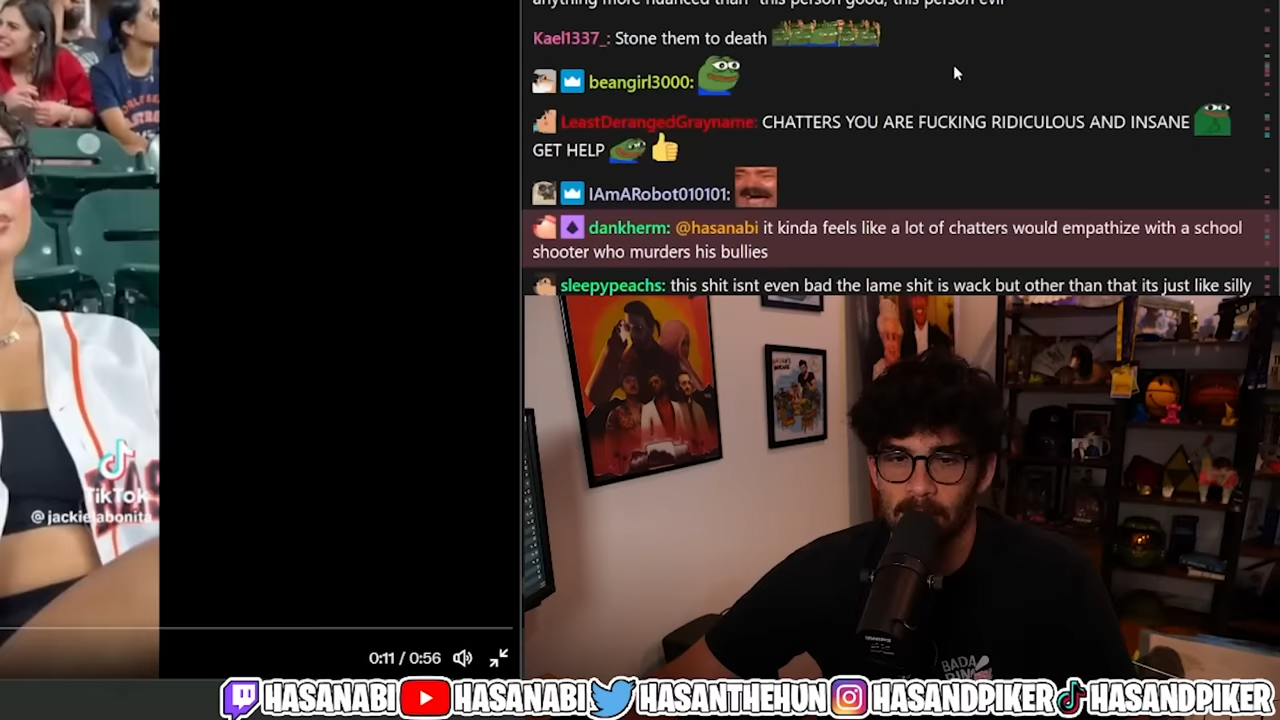 anything more nuanced than "this person good, this person evil"
Kael1337_: Stone them to death
beangirl3000:
LeastDerangedGrayname: CHATTERS YOU ARE FUCKING RIDICULOUS AND INSANE
GET HELP
IAmARobot010101:
dankherm: @hasanabi it kinda feels like a lot of chatters would empathize with a school
shooter who murders his bullies
sleepypeachs: this shit isnt even bad the lame shit is wack but other than that its just like silly
TikTok
@jackielabonita
0:11 / 0:56
BADA
HASANABI HASANABI HASANTHEHUN HASANDPIKER HASANDPIKER